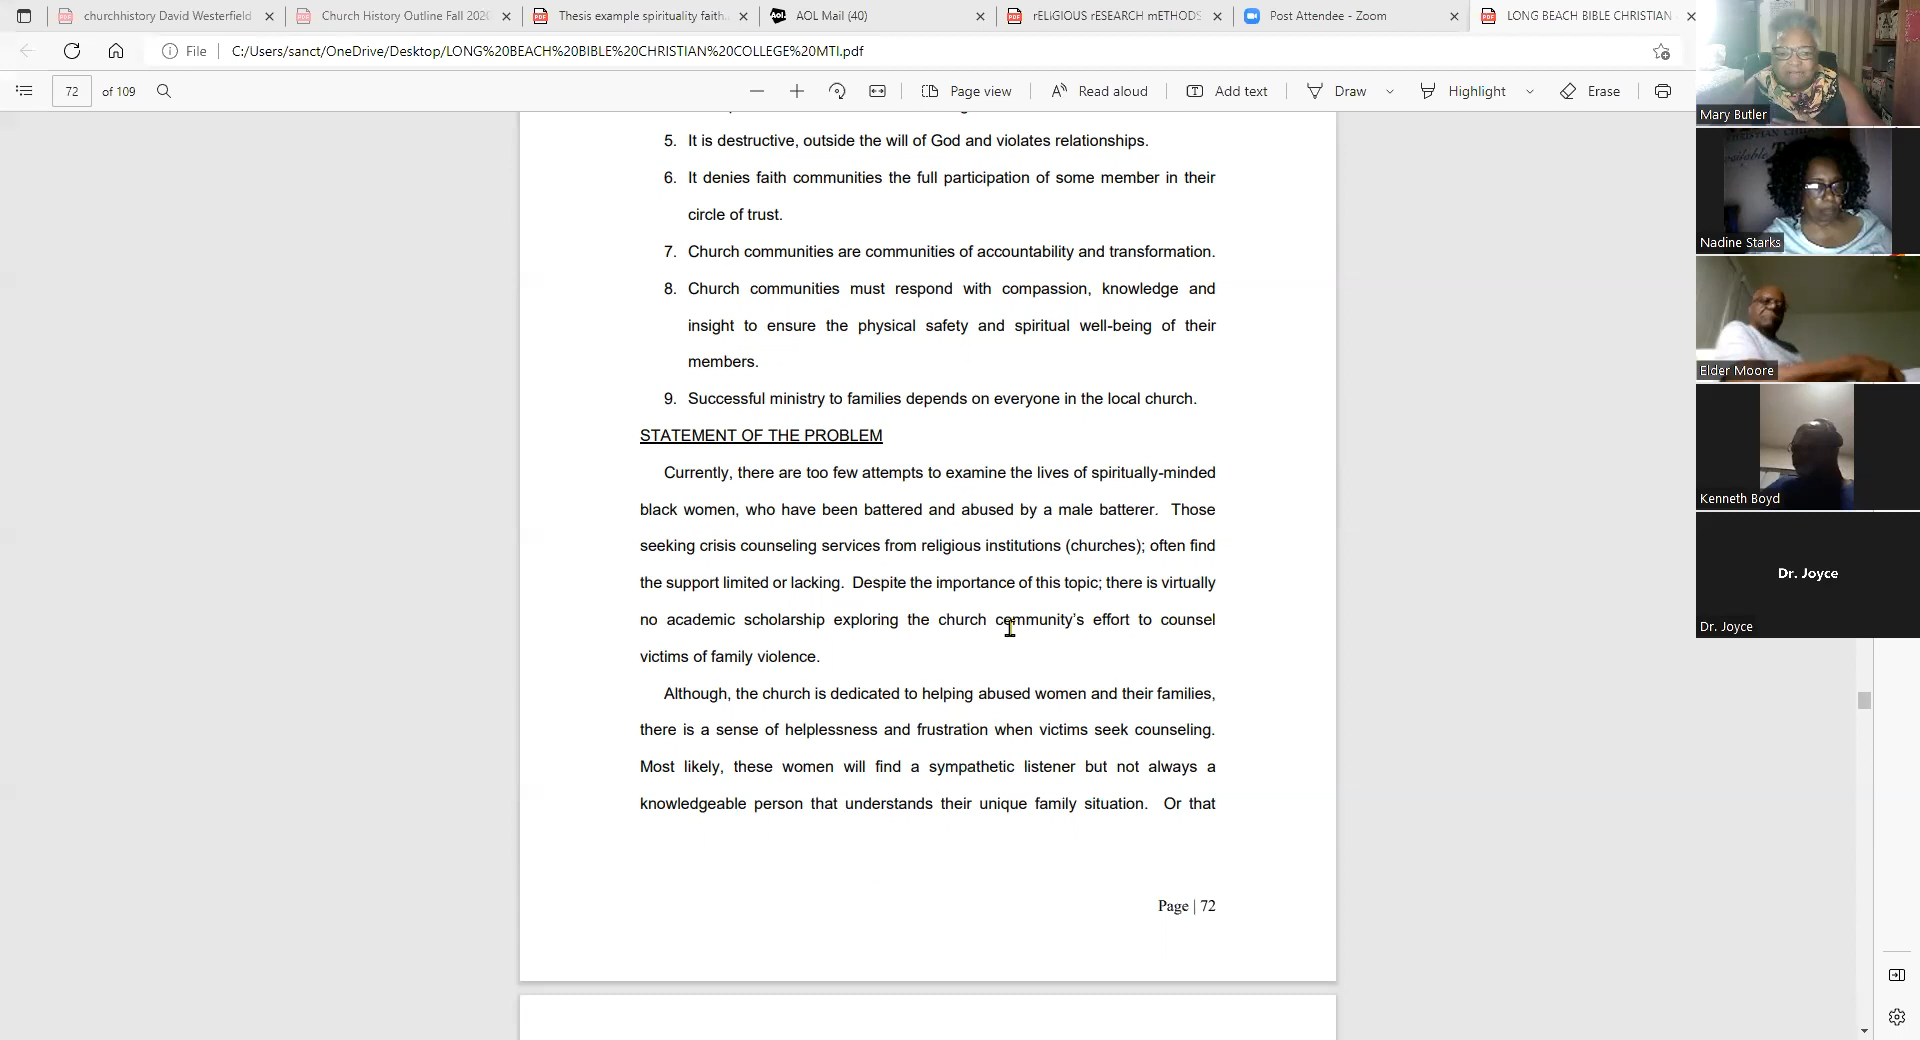 churchhistory David Westerfield
Church History Outline Fall 2020
Thesis example spirituality faith.
AOL Mail (40)
rELIGIOUS rESEARCH mETHODS
Post Attendee - Zoom
LONG BEACH BIBLE CHRISTIAN
File
C:/Users/sanct/OneDrive/Desktop/LONG%20BEACH%20BIBLE%20CHRISTIAN%20COLLEGE%20MTI.pdf
72 of 109
Page view
Read aloud
Add text
Draw
Highlight
Erase
5. It is destructive, outside the will of God and violates relationships.
6. It denies faith communities the full participation of some member in their
circle of trust.
7. Church communities are communities of accountability and transformation.
8. Church communities must respond with compassion, knowledge and
insight to ensure the physical safety and spiritual well-being of their
members.
9. Successful ministry to families depends on everyone in the local church.
STATEMENT OF THE PROBLEM
Currently, there are too few attempts to examine the lives of spiritually-minded
black women, who have been battered and abused by a male batterer. Those
seeking crisis counseling services from religious institutions (churches); often find
the support limited or lacking. Despite the importance of this topic; there is virtually
no academic scholarship exploring the church community's effort to counsel
victims of family violence.
Although, the church is dedicated to helping abused women and their families,
there is a sense of helplessness and frustration when victims seek counseling.
Most likely, these women will find a sympathetic listener but not always a
knowledgeable person that understands their unique family situation. Or that
Page | 72
Mary Butler
Nadine Starks
Elder Moore
Kenneth Boyd
Dr. Joyce
Dr. Joyce